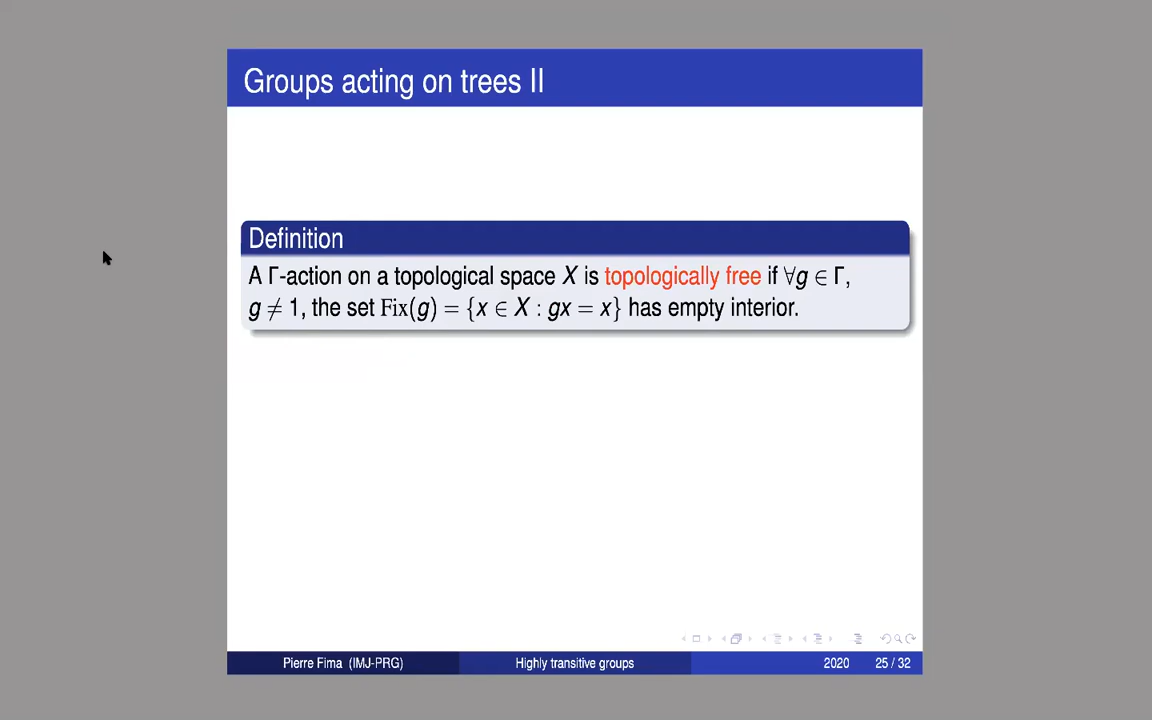 Groups acting on trees II
Definition
A Γ-action on a topological space X is topologically free if ∀g ∈ Γ,
g ≠ 1, the set Fix(g) = {x ∈ X : gx = x} has empty interior.
Pierre Fima (IMJ-PRG) Highly transitive groups 2020 25 / 32